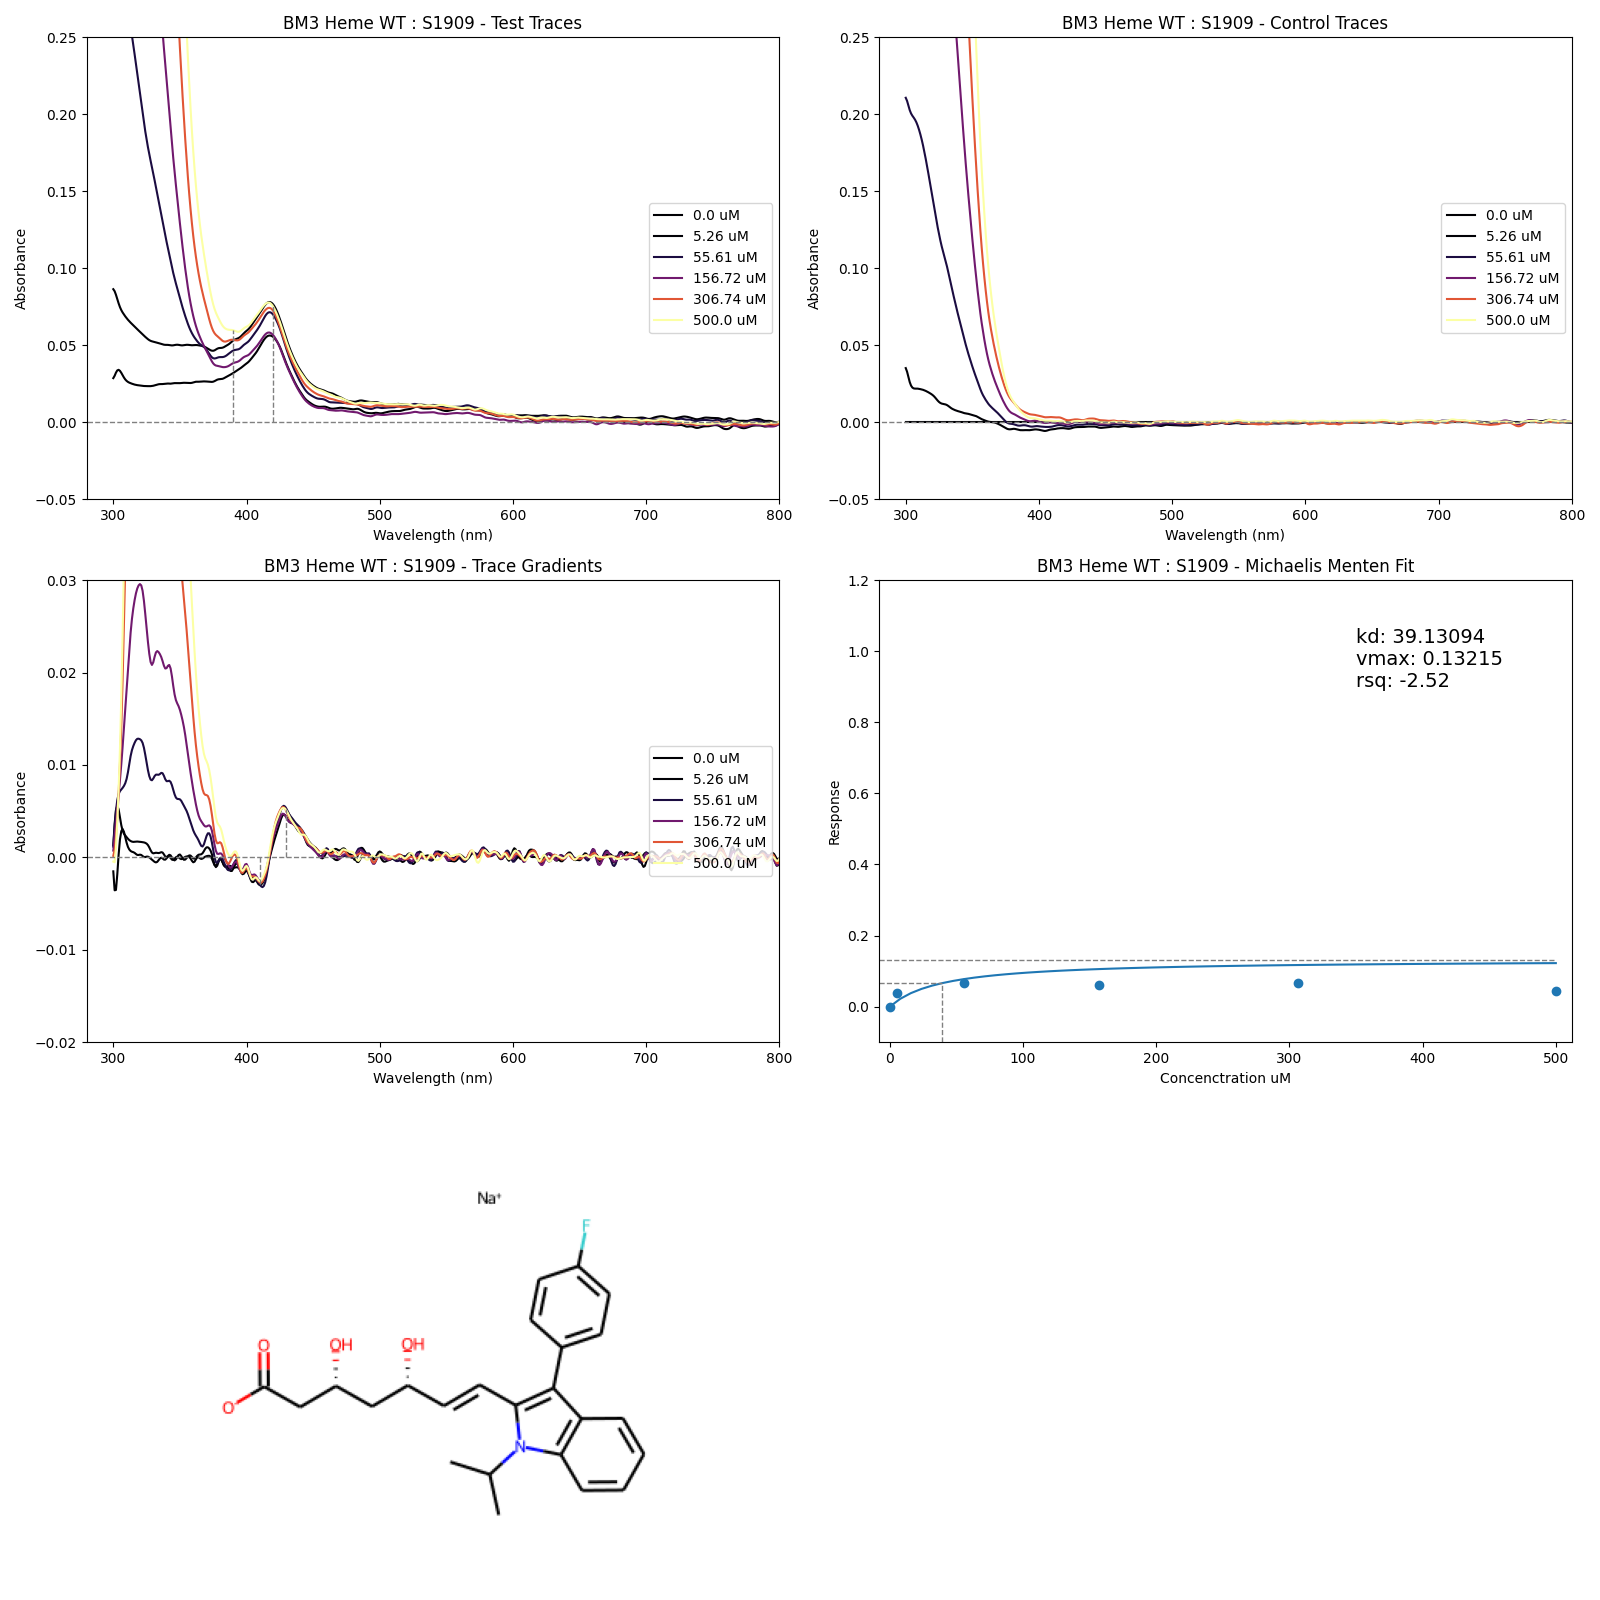 BM3 Heme WT : S1909 - Test Traces
0.25
0.20
0.15
0.10
0.05
0.00
−0.05
Absorbance
300 400 500 600 700 800
Wavelength (nm)
0.0 uM
5.26 uM
55.61 uM
156.72 uM
306.74 uM
500.0 uM
BM3 Heme WT : S1909 - Control Traces
0.25
0.20
0.15
0.10
0.05
0.00
−0.05
Absorbance
300 400 500 600 700 800
Wavelength (nm)
0.0 uM
5.26 uM
55.61 uM
156.72 uM
306.74 uM
500.0 uM
BM3 Heme WT : S1909 - Trace Gradients
0.03
0.02
0.01
0.00
−0.01
−0.02
Absorbance
300 400 500 600 700 800
Wavelength (nm)
0.0 uM
5.26 uM
55.61 uM
156.72 uM
306.74 uM
500.0 uM
BM3 Heme WT : S1909 - Michaelis Menten Fit
1.2
1.0
0.8
0.6
0.4
0.2
0.0
Response
0 100 200 300 400 500
Concenctration uM
kd: 39.13094
vmax: 0.13215
rsq: -2.52
Na⁺
F
O OH OH
O
N